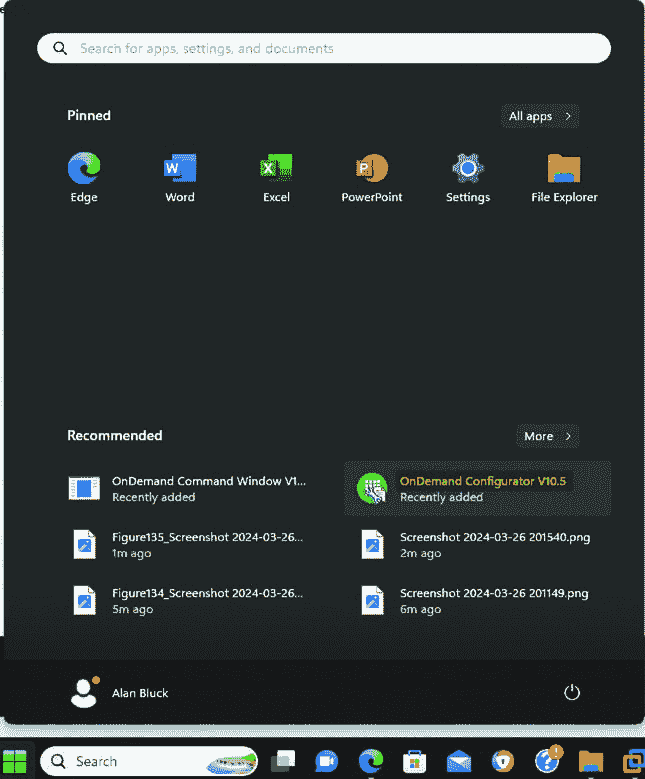 Search for apps, settings, and documents
Pinned
All apps
Edge
Word
Excel
PowerPoint
Settings
File Explorer
Recommended
More
OnDemand Command Window V1...
Recently added
OnDemand Configurator V10.5
Recently added
Figure135_Screenshot 2024-03-26...
1m ago
Screenshot 2024-03-26 201540.png
2m ago
Figure134_Screenshot 2024-03-26...
5m ago
Screenshot 2024-03-26 201149.png
6m ago
Alan Bluck
Search